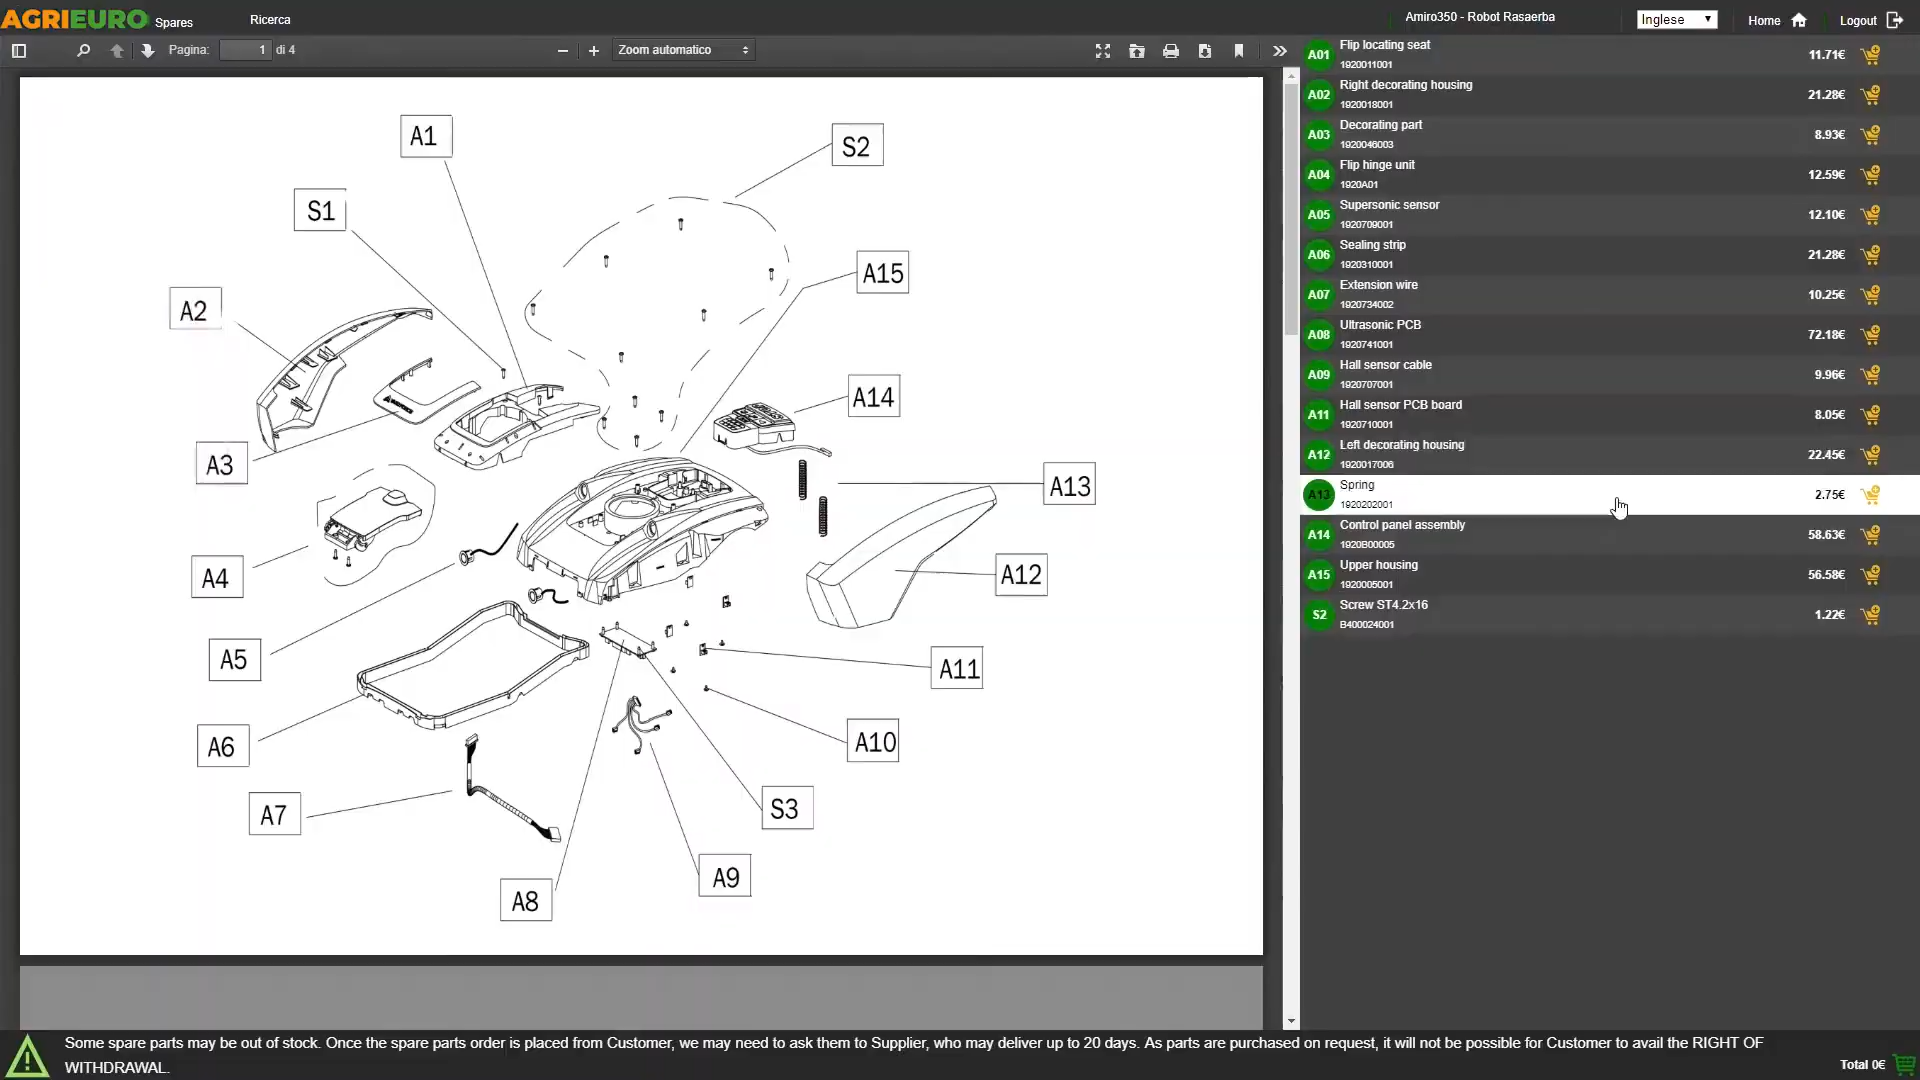 AGRIEURO Spares
Ricerca
Amiro350 - Robot Rasaerba
Inglese
Home
Logout
Pagina:
1
di 4
Zoom automatico
A1
S2
S1
A15
A2
A14
A3
A13
A4
A12
A5
A11
A6
A10
A7
S3
A9
A8
A01
Flip locating seat
1920011001
11.71€
A02
Right decorating housing
1920018001
21.28€
A03
Decorating part
1920046003
8.93€
A04
Flip hinge unit
1920A01
12.59€
A05
Supersonic sensor
1920709001
12.10€
A06
Sealing strip
1920310001
21.28€
A07
Extension wire
1920734002
10.25€
A08
Ultrasonic PCB
1920741001
72.18€
A09
Hall sensor cable
1920707001
9.96€
A11
Hall sensor PCB board
1920710001
8.05€
A12
Left decorating housing
1920017006
22.45€
A13
Spring
1920202001
2.75€
A14
Control panel assembly
1920B00005
58.63€
A15
Upper housing
1920005001
56.58€
S2
Screw ST4.2x16
B400024001
1.22€
Some spare parts may be out of stock. Once the spare parts order is placed from Customer, we may need to ask them to Supplier, who may deliver up to 20 days. As parts are purchased on request, it will not be possible for Customer to avail the RIGHT OF
WITHDRAWAL.
Total 0€